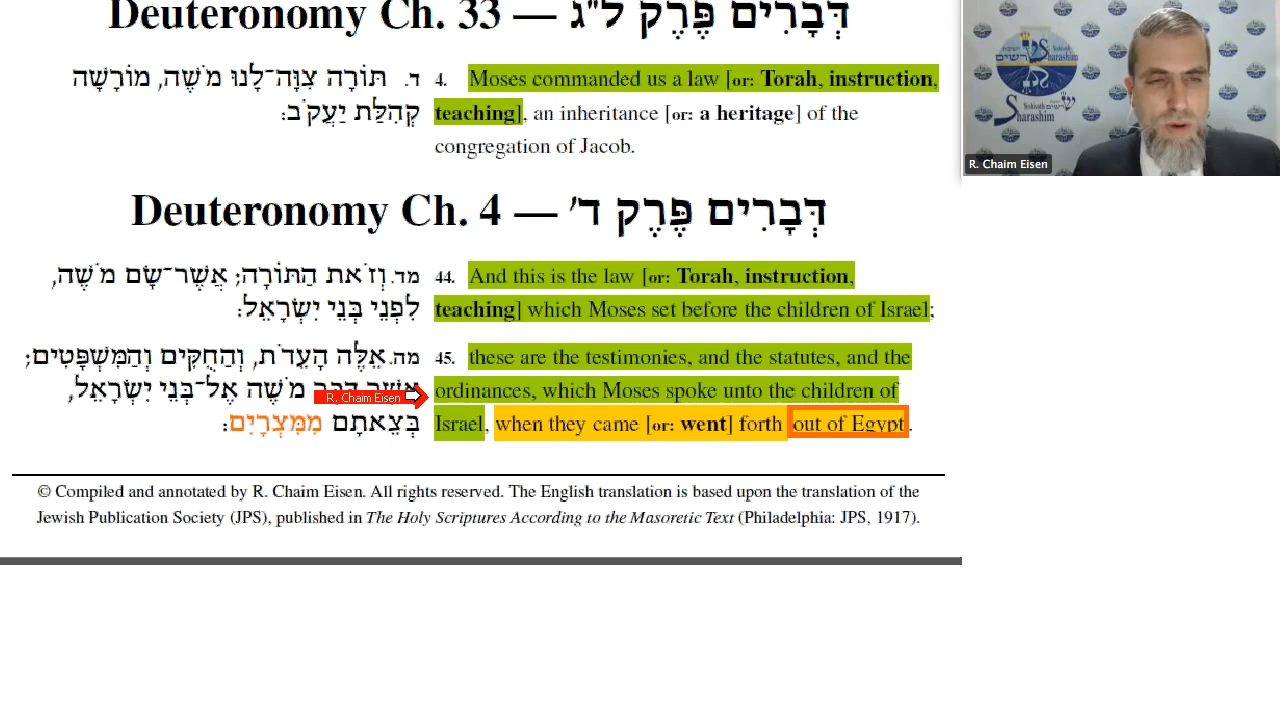 Deuteronomy Ch. 33 — דְּבָרִים פֶּרֶק ל"ג
ד. תּוֹרָה צִוָּה־לָנוּ מֹשֶׁה, מוֹרָשָׁה
קְהִלַּת יַעֲקֹב:
4. Moses commanded us a law [or: Torah, instruction,
teaching], an inheritance [or: a heritage] of the
congregation of Jacob.
Deuteronomy Ch. 4 — דְּבָרִים פֶּרֶק ד'
מד. וְזֹאת הַתּוֹרָה; אֲשֶׁר־שָׂם מֹשֶׁה,
לִפְנֵי בְּנֵי יִשְׂרָאֵל:
44. And this is the law [or: Torah, instruction,
teaching] which Moses set before the children of Israel;
מה. אֵלֶּה הָעֵדֹת, וְהַחֻקִּים וְהַמִּשְׁפָּטִים;
מֹשֶׁה אֶל־בְּנֵי יִשְׂרָאֵל,
בְּצֵאתָם מִמִּצְרָיִם:
45. these are the testimonies, and the statutes, and the
ordinances, which Moses spoke unto the children of
Israel, when they came [or: went] forth out of Egypt.
R. Chaim Eisen
© Compiled and annotated by R. Chaim Eisen. All rights reserved. The English translation is based upon the translation of the
Jewish Publication Society (JPS), published in The Holy Scriptures According to the Masoretic Text (Philadelphia: JPS, 1917).
Yeshivath
Sharashim
R. Chaim Eisen